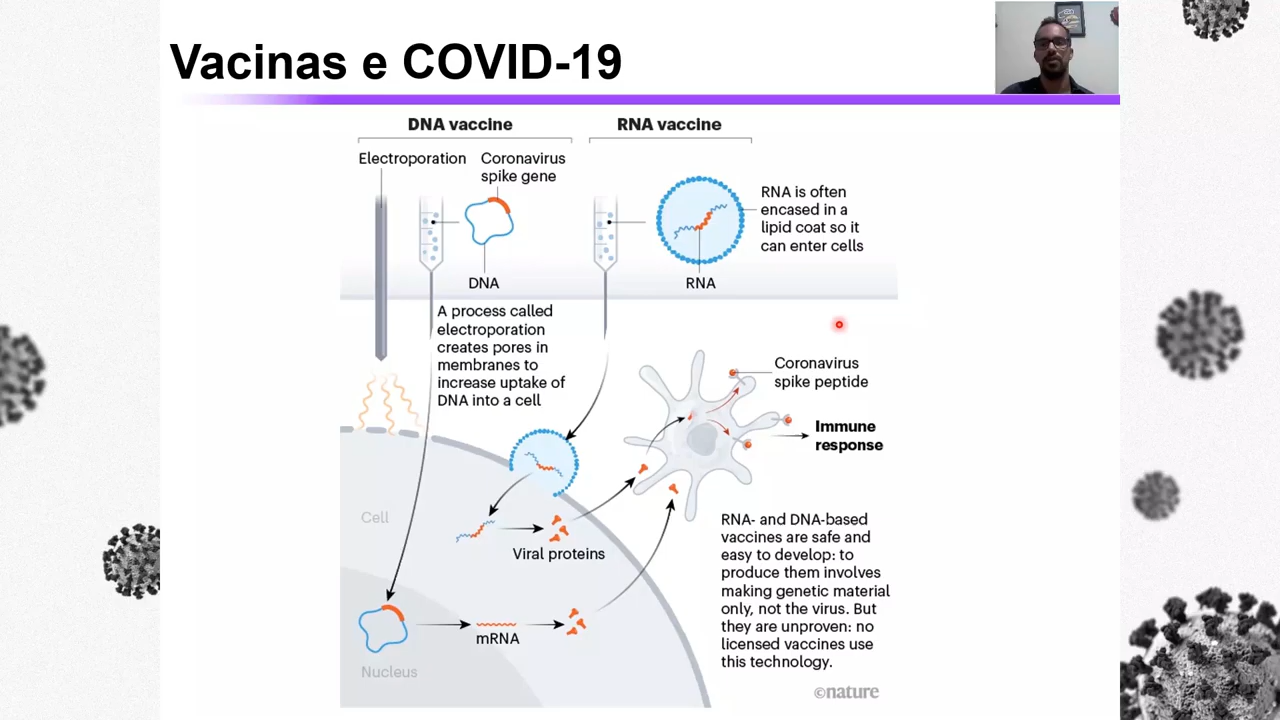 Vacinas e COVID-19
DNA vaccine
RNA vaccine
Electroporation
Coronavirus
spike gene
DNA
RNA is often
encased in a
lipid coat so it
can enter cells
RNA
A process called
electroporation
creates pores in
membranes to
increase uptake of
DNA into a cell
Coronavirus
spike peptide
Immune
response
Cell
Viral proteins
mRNA
Nucleus
RNA- and DNA-based
vaccines are safe and
easy to develop: to
produce them involves
making genetic material
only, not the virus. But
they are unproven: no
licensed vaccines use
this technology.
©nature